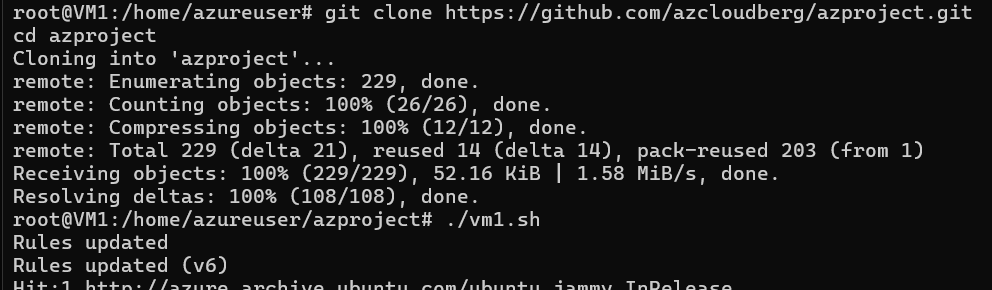 root@VM1:/home/azureuser# git clone https://github.com/azcloudberg/azproject.git
cd azproject
Cloning into 'azproject'...
remote: Enumerating objects: 229, done.
remote: Counting objects: 100% (26/26), done.
remote: Compressing objects: 100% (12/12), done.
remote: Total 229 (delta 21), reused 14 (delta 14), pack-reused 203 (from 1)
Receiving objects: 100% (229/229), 52.16 KiB | 1.58 MiB/s, done.
Resolving deltas: 100% (108/108), done.
root@VM1:/home/azureuser/azproject# ./vm1.sh
Rules updated
Rules updated (v6)
Hit:1 http://azure.archive.ubuntu.com/ubuntu jammy InRelease